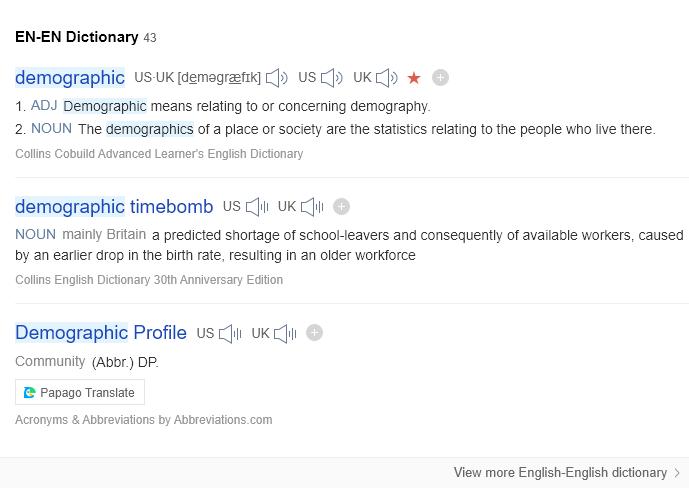 EN-EN Dictionary 43
demographic US·UK [deməgræfɪk] US UK
1. ADJ Demographic means relating to or concerning demography.
2. NOUN The demographics of a place or society are the statistics relating to the people who live there.
Collins Cobuild Advanced Learner's English Dictionary
demographic timebomb US UK
NOUN mainly Britain a predicted shortage of school-leavers and consequently of available workers, caused
by an earlier drop in the birth rate, resulting in an older workforce
Collins English Dictionary 30th Anniversary Edition
Demographic Profile US UK
Community (Abbr.) DP.
Papago Translate
Acronyms & Abbreviations by Abbreviations.com
View more English-English dictionary >